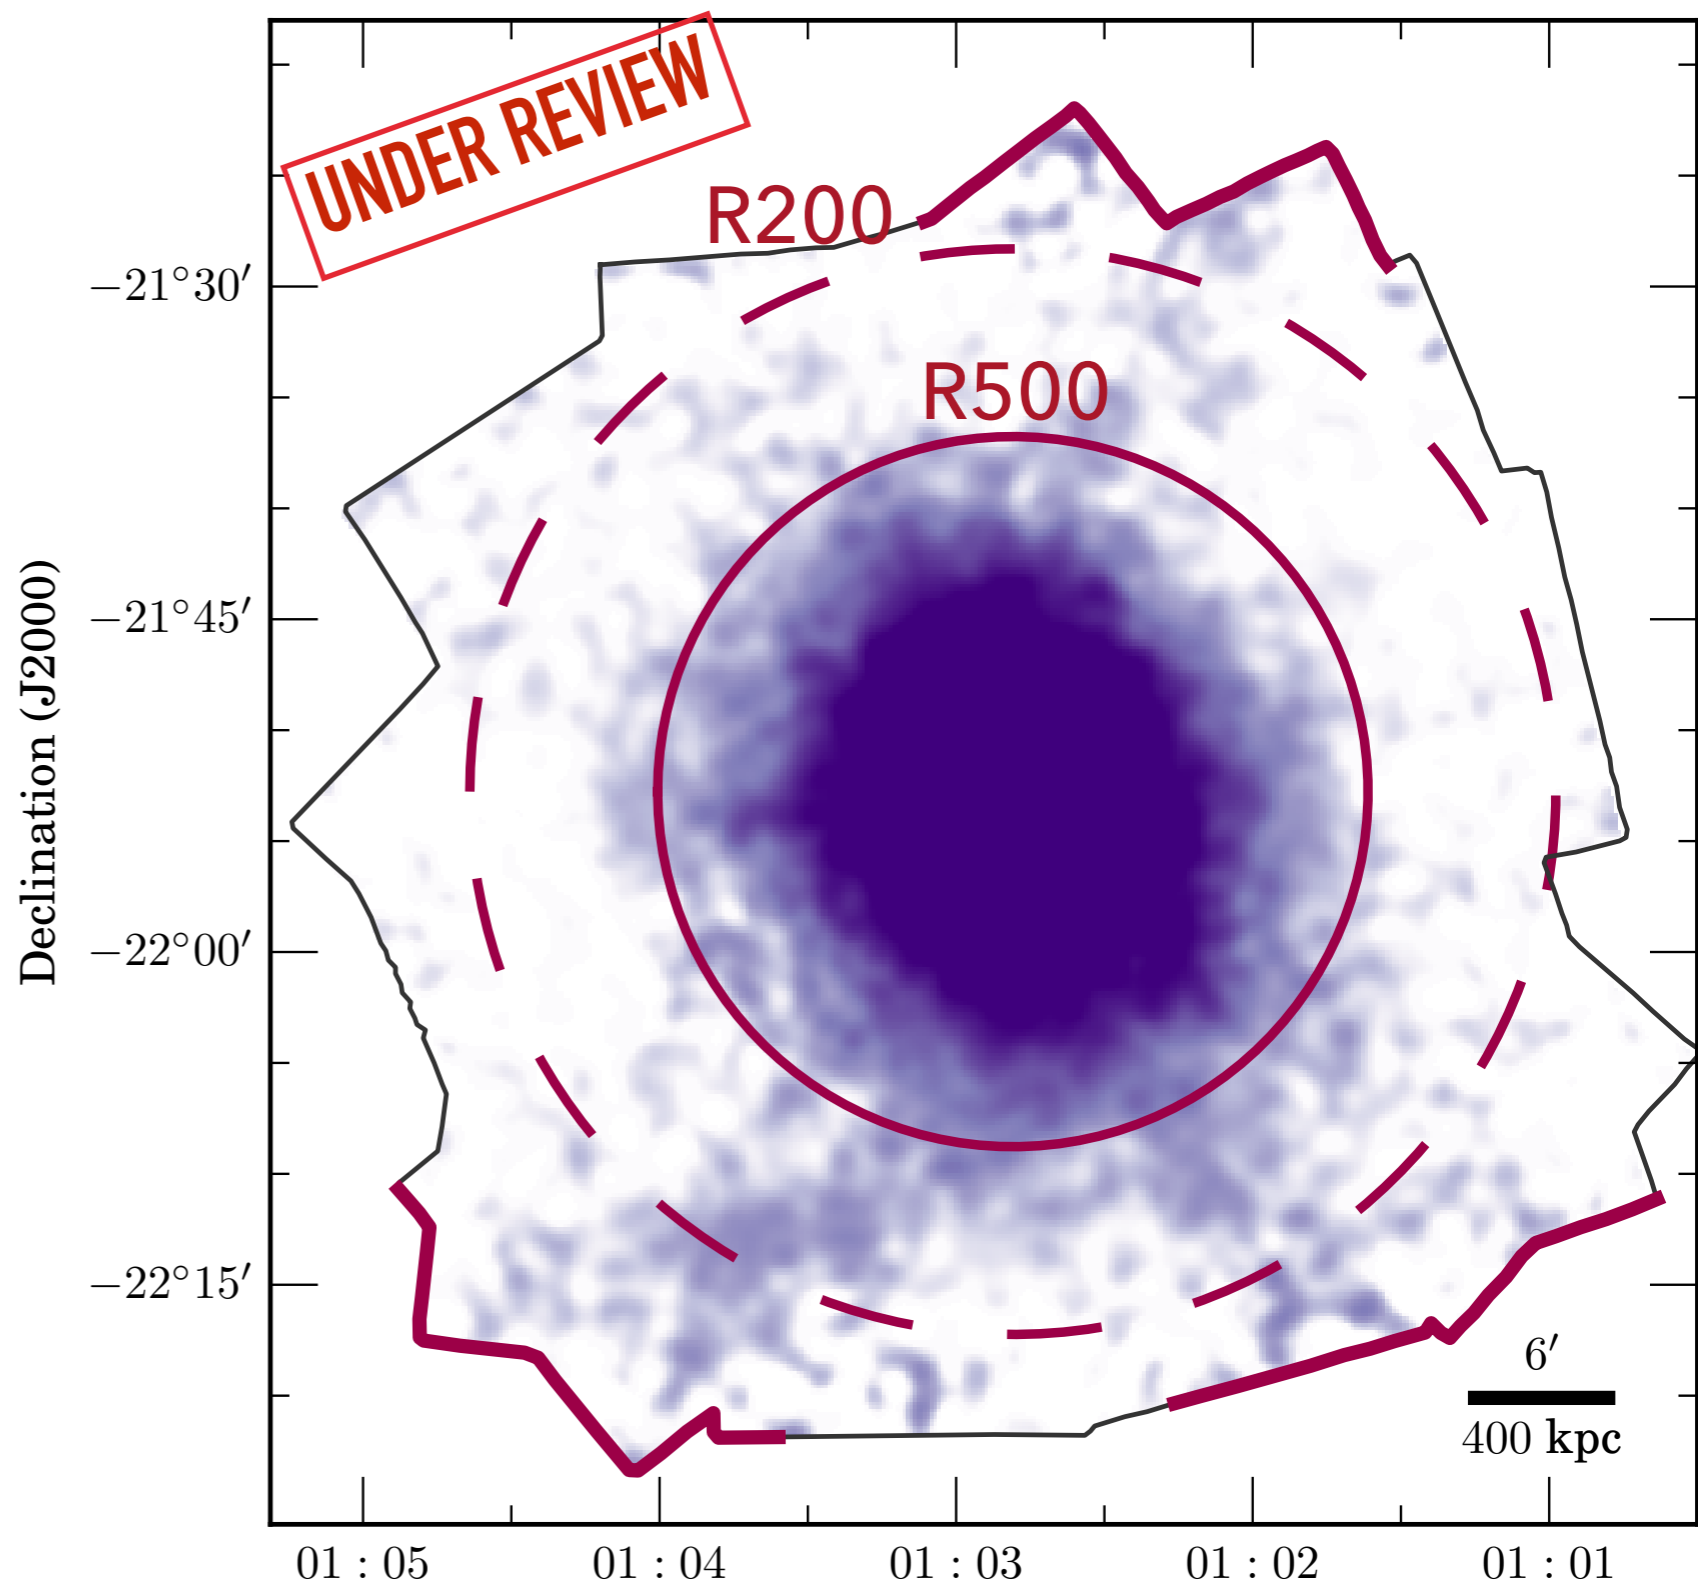 UNDER REVIEW
R200
R500
−21°30′
−21°45′
−22°00′
−22°15′
Declination (J2000)
6′
400 kpc
01 : 05
01 : 04
01 : 03
01 : 02
01 : 01